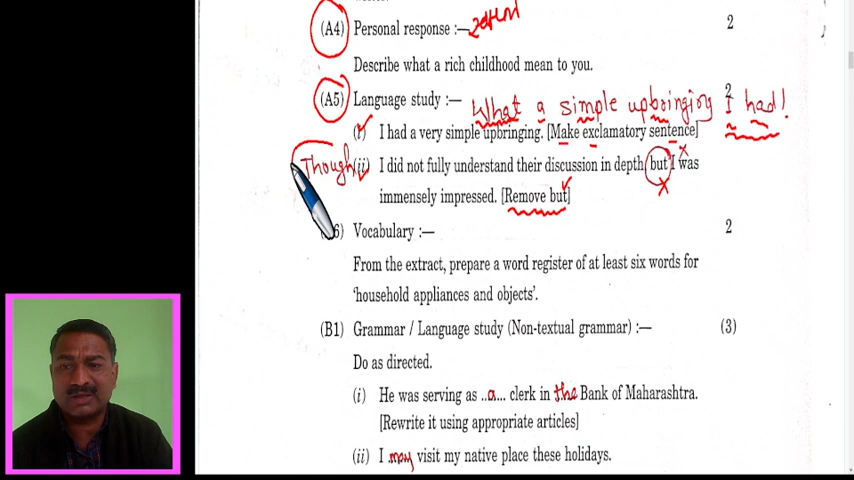 (A4) Personal response :— 2
Describe what a rich childhood mean to you.
(A5) Language study :— 2
What a simple upbringing I had!
(i) I had a very simple upbringing. [Make exclamatory sentence]
Though (ii) I did not fully understand their discussion in depth but I was
immensely impressed. [Remove but]
6) Vocabulary :— 2
From the extract, prepare a word register of at least six words for
‘household appliances and objects’.
(B1) Grammar / Language study (Non-textual grammar) :— (3)
Do as directed.
(i) He was serving as ..a... clerk in the Bank of Maharashtra.
[Rewrite it using appropriate articles]
(ii) I may visit my native place these holidays.